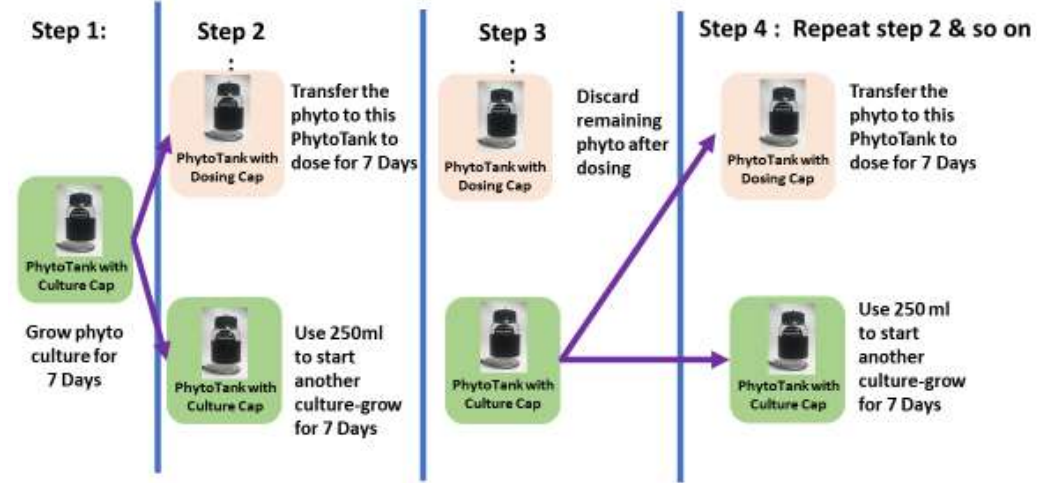 Step 1:
PhytoTank with
Culture Cap
Grow phyto
culture for
7 Days
Step 2
:
PhytoTank with
Dosing Cap
Transfer the
phyto to this
PhytoTank to
dose for 7 Days
PhytoTank with
Culture Cap
Use 250ml
to start
another
culture-grow
for 7 Days
Step 3
:
PhytoTank with
Dosing Cap
Discard
remaining
phyto after
dosing
PhytoTank with
Culture Cap
Step 4 : Repeat step 2 & so on
PhytoTank with
Dosing Cap
Transfer the
phyto to this
PhytoTank to
dose for 7 Days
PhytoTank with
Culture Cap
Use 250 ml
to start
another
culture-grow
for 7 Days